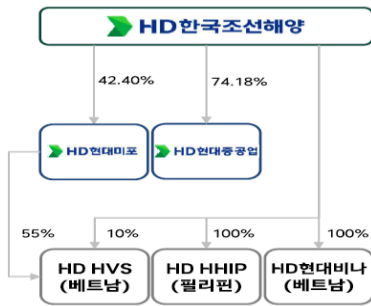 HD한국조선해양
42.40%
74.18%
HD현대미포
HD현대중공업
55%
10%
100%
100%
HD HVS
(베트남)
HD HHIP
(필리핀)
HD현대비나
(베트남)